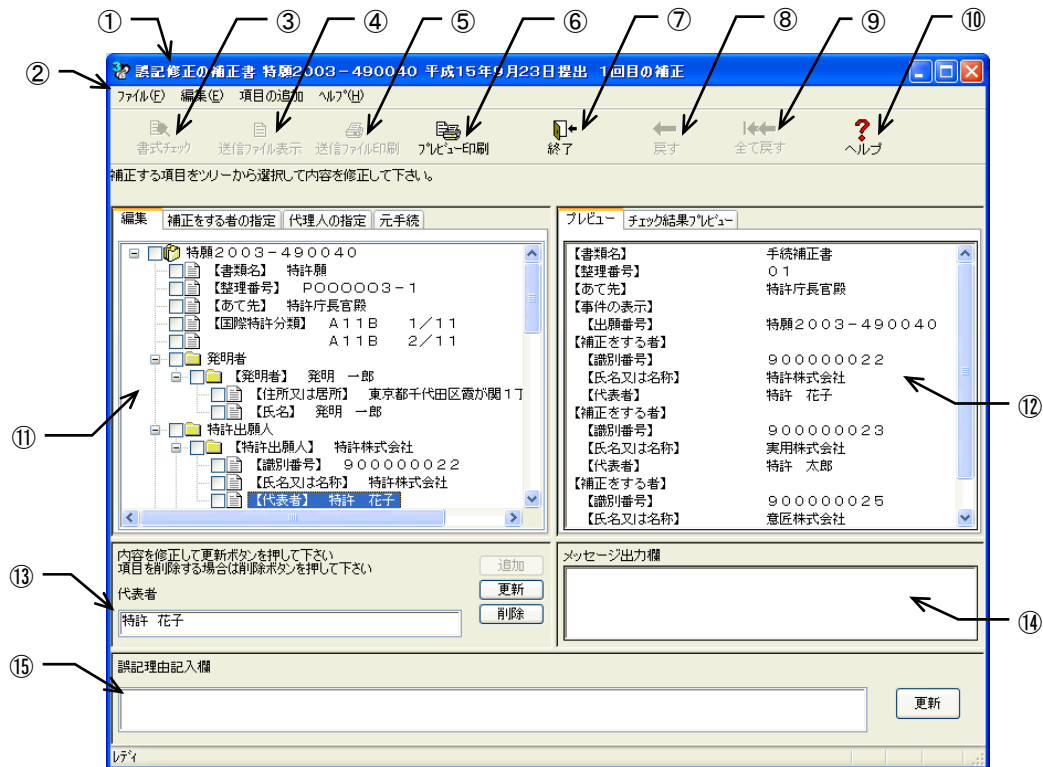 ① ③ ④ ⑤ ⑥ ⑦ ⑧ ⑨ ⑩
②
誤記修正の補正書 特願2003-490040 平成15年9月23日提出 1回目の補正
ファイル(F) 編集(E) 項目の追加 ヘルプ(H)
書式チェック 送信ファイル表示 送信ファイル印刷 プレビュー印刷 終了 戻す 全て戻す ヘルプ
補正する項目をツリーから選択して内容を修正して下さい。
編集 補正をする者の指定 代理人の指定 元手続
特願2003-490040
【書類名】 特許願
【整理番号】 P000003-1
【あて先】 特許庁長官殿
【国際特許分類】 A11B 1/11
A11B 2/11
発明者
【発明者】 発明 一郎
【住所又は居所】 東京都千代田区霞が関1丁
【氏名】 発明 一郎
特許出願人
【特許出願人】 特許株式会社
【識別番号】 900000022
【氏名又は名称】 特許株式会社
【代表者】 特許 花子
⑪
プレビュー チェック結果プレビュー
【書類名】 手続補正書
【整理番号】 01
【あて先】 特許庁長官殿
【事件の表示】
【出願番号】 特願2003-490040
【補正をする者】
【識別番号】 900000022
【氏名又は名称】 特許株式会社
【代表者】 特許 花子
【補正をする者】
【識別番号】 900000023
【氏名又は名称】 実用株式会社
【代表者】 特許 太郎
【補正をする者】
【識別番号】 900000025
【氏名又は名称】 意匠株式会社
⑫
内容を修正して更新ボタンを押して下さい
項目を削除する場合は削除ボタンを押して下さい
追加
更新
削除
⑬
代表者
特許 花子
メッセージ出力欄
⑭
誤記理由記入欄
⑮
更新
レディ